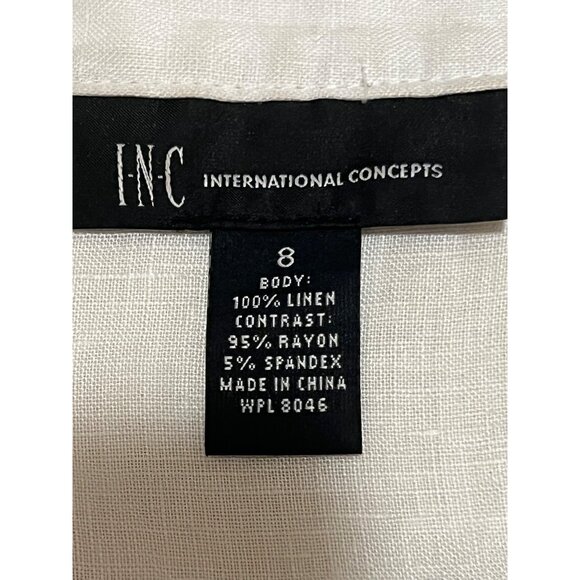 I·N·C INTERNATIONAL CONCEPTS
8
BODY:
100% LINEN
CONTRAST:
95% RAYON
5% SPANDEX
MADE IN CHINA
WPL 8046